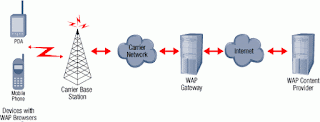 PDA
Mobile
Phone
Devices with
WAP Browsers
Carrier Base
Station
Carrier
Network
WAP
Gateway
Internet
WAP Content
Provider